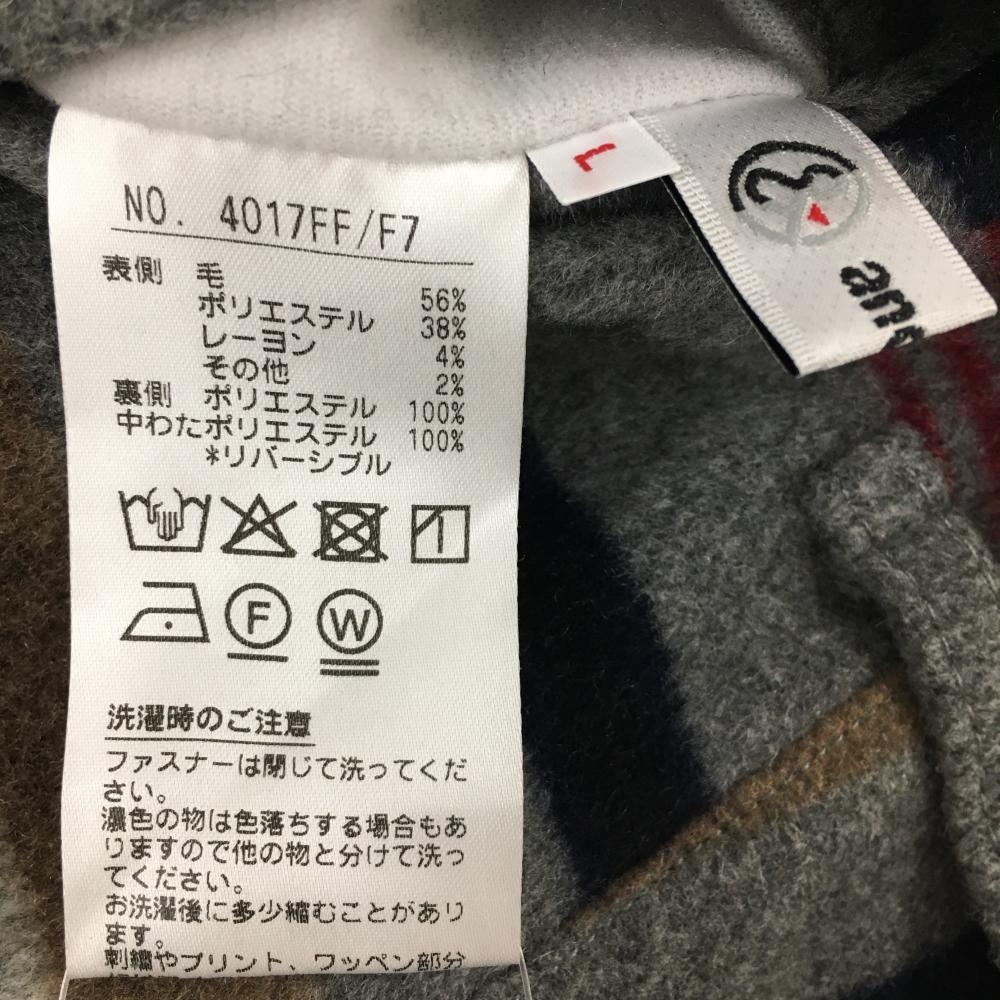 NO. 4017FF/F7
表側 毛 56%
ポリエステル 38%
レーヨン 4%
その他 2%
裏側 ポリエステル 100%
中わたポリエステル 100%
*リバーシブル
F W
洗濯時のご注意
ファスナーは閉じて洗ってくだ
さい。
濃色の物は色落ちする場合もあ
りますので他の物と分けて洗っ
てください。
お洗濯後に多少縮むことがあり
ます。
刺繍やプリント、ワッペン部分
L